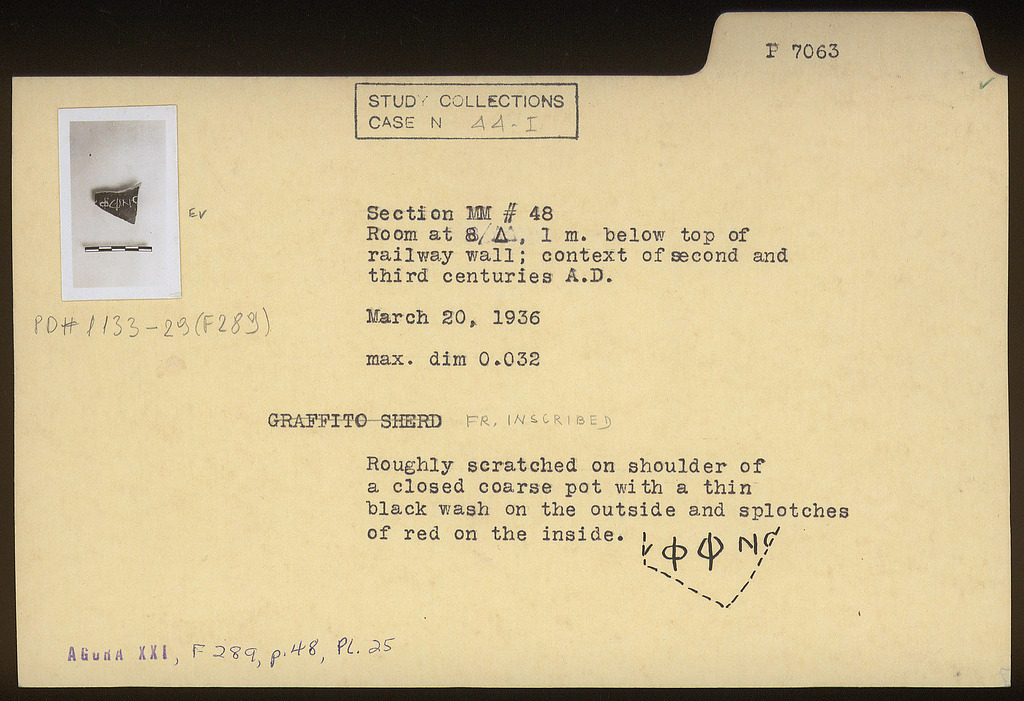 P 7063
STUDY COLLECTIONS
CASE N 44-I
EV
Section MM # 48
Room at 8/Δ, 1 m. below top of
railway wall; context of second and
third centuries A.D.
PD# 1133-29 (F289)
March 20, 1936
max. dim 0.032
GRAFFITO SHERD FR. INSCRIBED
Roughly scratched on shoulder of
a closed coarse pot with a thin
black wash on the outside and splotches
of red on the inside.
AGORA XXI, F 289, p.48, Pl. 25